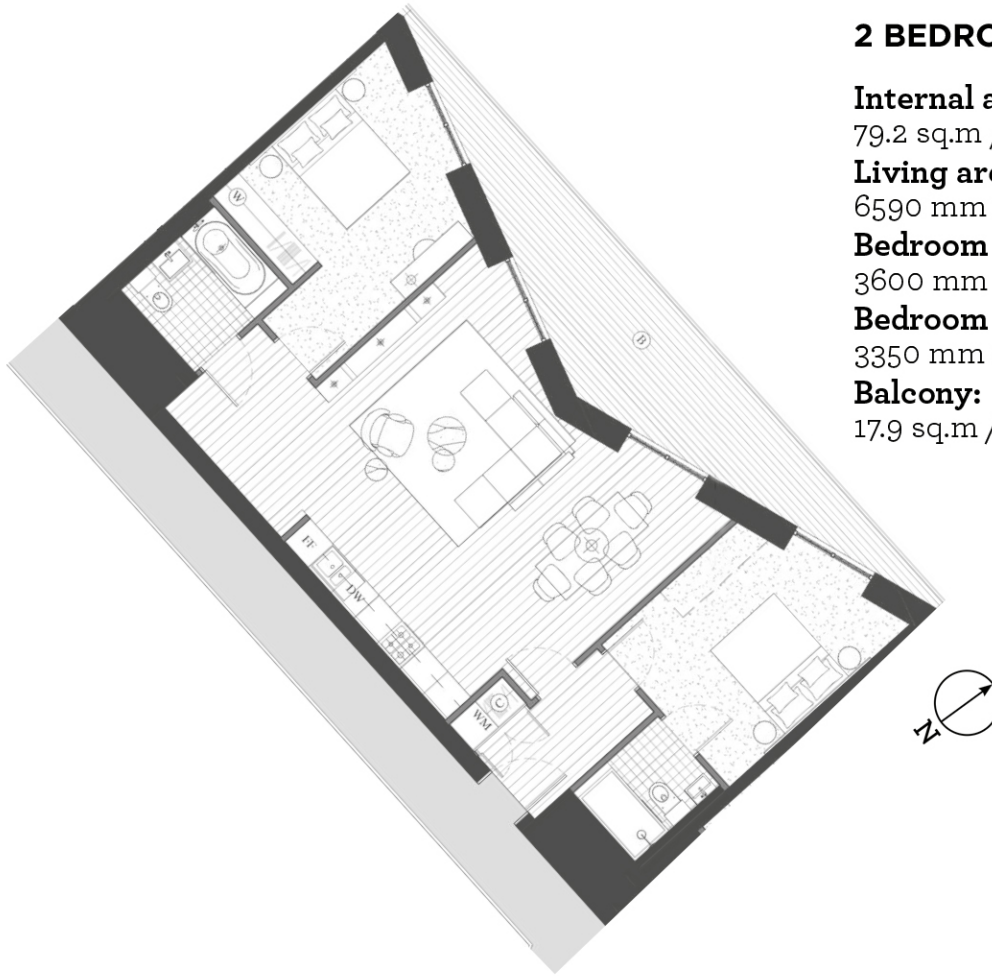 2 BEDRO
Internal a
79.2 sq.m /
Living are
6590 mm
Bedroom
3600 mm
Bedroom
3350 mm
Balcony:
17.9 sq.m /
W
B
FF
DW
C
WM
N